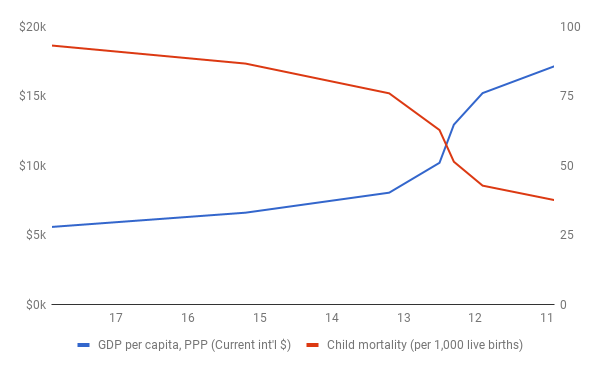 $20k 100
$15k 75
$10k 50
$5k 25
$0k 0
17 16 15 14 13 12 11
GDP per capita, PPP (Current int'l $) Child mortality (per 1,000 live births)